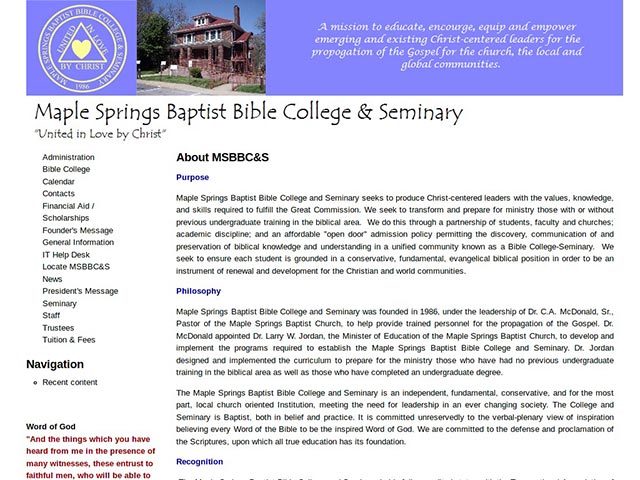 MAPLE SPRINGS BAPTIST BIBLE COLLEGE & SEMINARY
UNITED IN LOVE
BY CHRIST
1986
A mission to educate, encourge, equip and empower
emerging and existing Christ-centered leaders for the
propogation of the Gospel for the church, the local and
global communities.
Maple Springs Baptist Bible College & Seminary
"United in Love by Christ"
Administration
Bible College
Calendar
Contacts
Financial Aid /
Scholarships
Founder's Message
General Information
IT Help Desk
Locate MSBBC&S
News
President's Message
Seminary
Staff
Trustees
Tuition & Fees
Navigation
Recent content
Word of God
"And the things which you have
heard from me in the presence of
many witnesses, these entrust to
faithful men, who will be able to
About MSBBC&S
Purpose
Maple Springs Baptist Bible College and Seminary seeks to produce Christ-centered leaders with the values, knowledge,
and skills required to fulfill the Great Commission. We seek to transform and prepare for ministry those with or without
previous undergraduate training in the biblical area. We do this through a partnership of students, faculty and churches;
academic discipline; and an affordable "open door" admission policy permitting the discovery, communication of and
preservation of biblical knowledge and understanding in a unified community known as a Bible College-Seminary. We
seek to ensure each student is grounded in a conservative, fundamental, evangelical biblical position in order to be an
instrument of renewal and development for the Christian and world communities.
Philosophy
Maple Springs Baptist Bible College and Seminary was founded in 1986, under the leadership of Dr. C.A. McDonald, Sr.,
Pastor of the Maple Springs Baptist Church, to help provide trained personnel for the propagation of the Gospel. Dr.
McDonald appointed Dr. Larry W. Jordan, the Minister of Education of the Maple Springs Baptist Church, to develop and
implement the programs required to establish the Maple Springs Baptist Bible College and Seminary. Dr. Jordan
designed and implemented the curriculum to prepare for the ministry those who have had no previous undergraduate
training in the biblical area as well as those who have completed an undergraduate degree.
The Maple Springs Baptist Bible College and Seminary is an independent, fundamental, conservative, and for the most
part, local church oriented Institution, meeting the need for leadership in an ever changing society. The College and
Seminary is Baptist, both in belief and practice. It is committed unreservedly to the verbal-plenary view of inspiration
believing every Word of the Bible to be the inspired Word of God. We are committed to the defense and proclamation of
the Scriptures, upon which all true education has its foundation.
Recognition